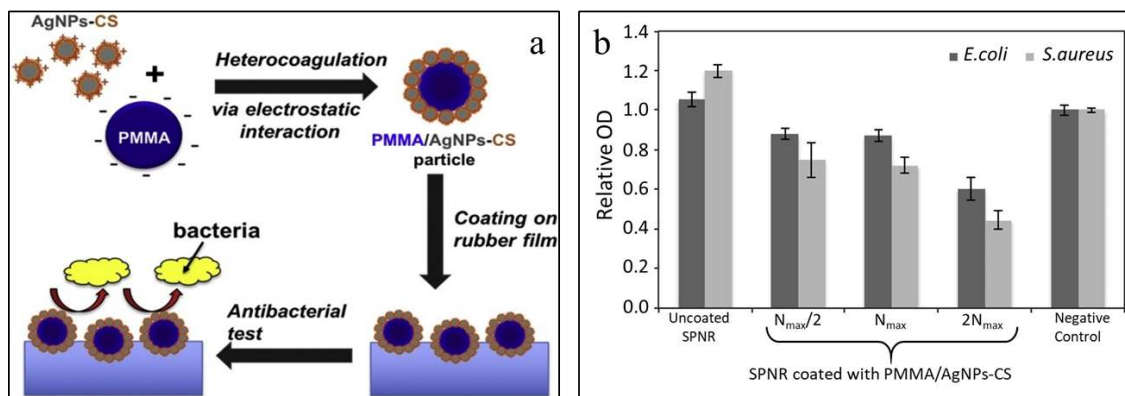 a
AgNPs-CS
+
PMMA
Heterocoagulation
via electrostatic
interaction
PMMA/AgNPs-CS
particle
Coating on
rubber film
bacteria
Antibacterial
test
b
E.coli
S.aureus
Relative OD
1.4
1.2
1.0
0.8
0.6
0.4
0.2
0.0
Uncoated
SPNR
Nmax/2
Nmax
2Nmax
Negative
Control
SPNR coated with PMMA/AgNPs-CS